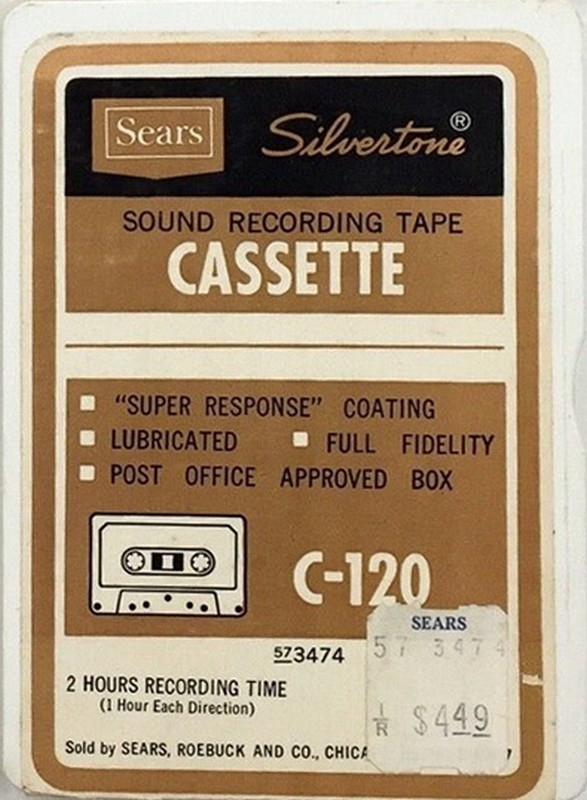 Sears Silvertone®
SOUND RECORDING TAPE
CASSETTE
"SUPER RESPONSE" COATING
LUBRICATED FULL FIDELITY
POST OFFICE APPROVED BOX
C-120
SEARS
57 3474
573474
2 HOURS RECORDING TIME
(1 Hour Each Direction)
1/R $4.49
Sold by SEARS, ROEBUCK AND CO.,